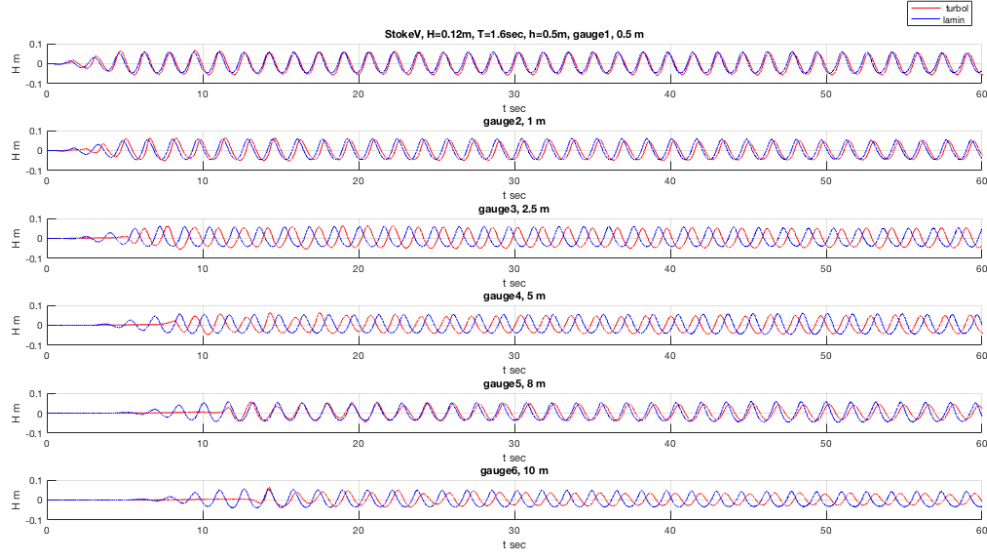 turbol
lamin
StokeV, H=0.12m, T=1.6sec, h=0.5m, gauge1, 0.5 m
H m
0.1
0
-0.1
0 10 20 30 40 50 60
t sec
gauge2, 1 m
H m
0.1
0
-0.1
0 10 20 30 40 50 60
t sec
gauge3, 2.5 m
H m
0.1
0
-0.1
0 10 20 30 40 50 60
t sec
gauge4, 5 m
H m
0.1
0
-0.1
0 10 20 30 40 50 60
t sec
gauge5, 8 m
H m
0.1
0
-0.1
0 10 20 30 40 50 60
t sec
gauge6, 10 m
H m
0.1
0
-0.1
0 10 20 30 40 50 60
t sec